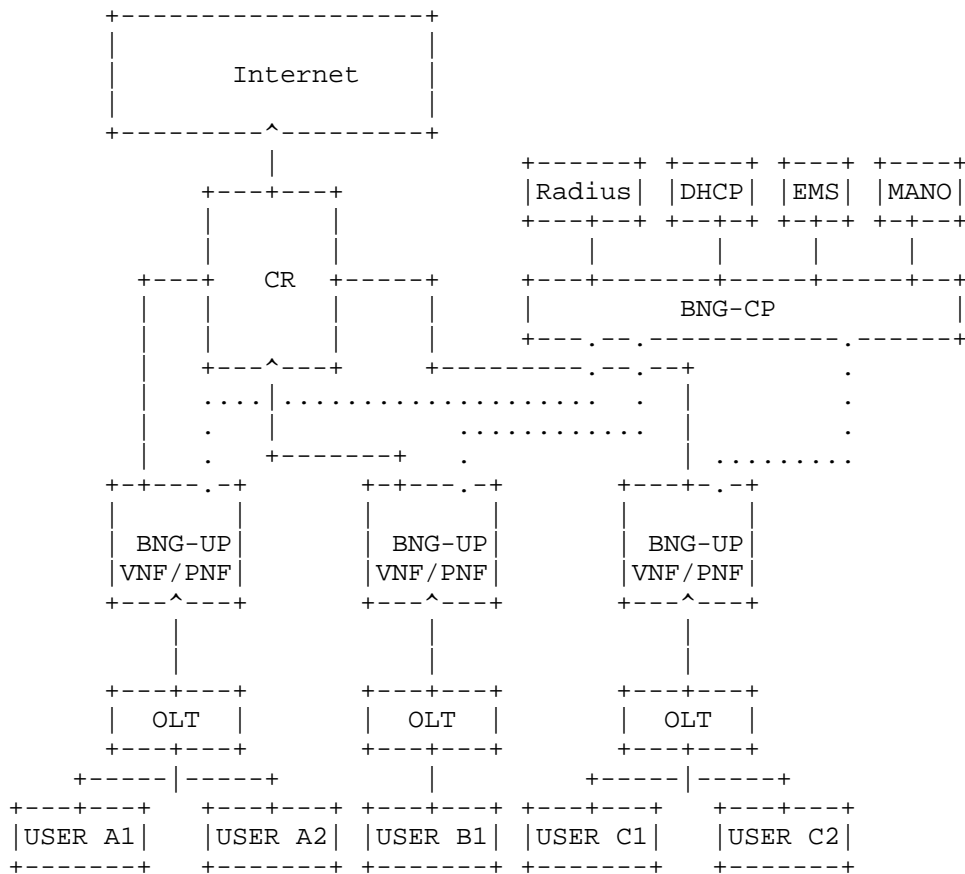 Internet
Radius DHCP EMS MANO
CR
BNG-CP
BNG-UP BNG-UP BNG-UP
VNF/PNF VNF/PNF VNF/PNF
OLT OLT OLT
USER A1 USER A2 USER B1 USER C1 USER C2